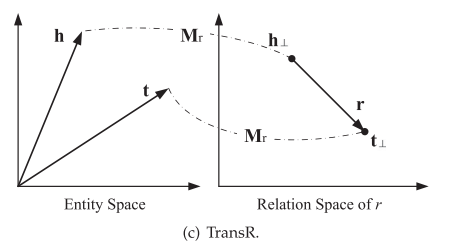 h
t
Mr
h⊥
r
Mr
t⊥
Entity Space
Relation Space of r
(c) TransR.